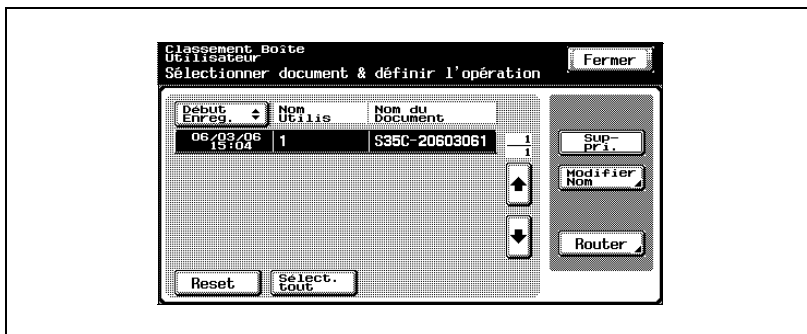 Classement Boîte
Utilisateur
Sélectionner document & définir l'opération
Fermer
Début
Enreg.
Nom
Utilis
Nom du
Document
06/03/06
15:04
1
S35C-20603061
1
1
Sup-
pri.
Modifier
Nom
Router
Reset
Sélect.
tout